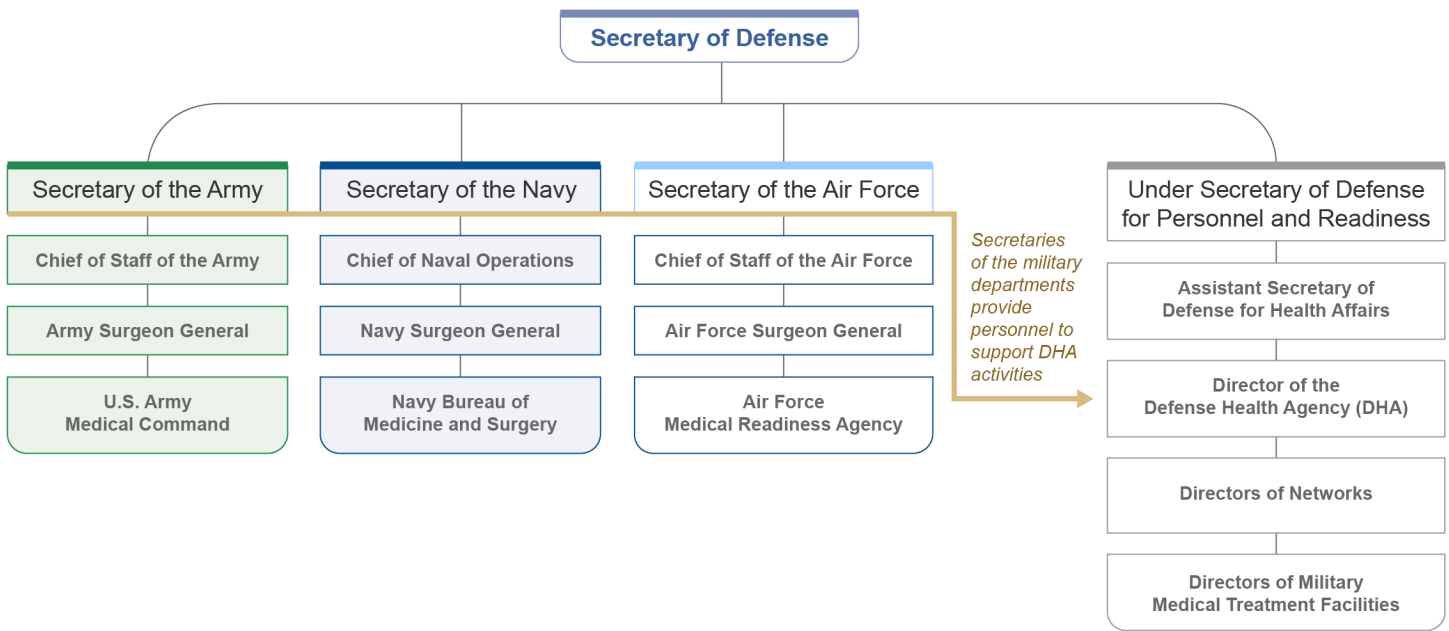 Secretary of Defense
Secretary of the Army
Chief of Staff of the Army
Army Surgeon General
U.S. Army
Medical Command
Secretary of the Navy
Chief of Naval Operations
Navy Surgeon General
Navy Bureau of
Medicine and Surgery
Secretary of the Air Force
Chief of Staff of the Air Force
Air Force Surgeon General
Air Force
Medical Readiness Agency
Secretaries
of the military
departments
provide
personnel to
support DHA
activities
Under Secretary of Defense
for Personnel and Readiness
Assistant Secretary of
Defense for Health Affairs
Director of the
Defense Health Agency (DHA)
Directors of Networks
Directors of Military
Medical Treatment Facilities